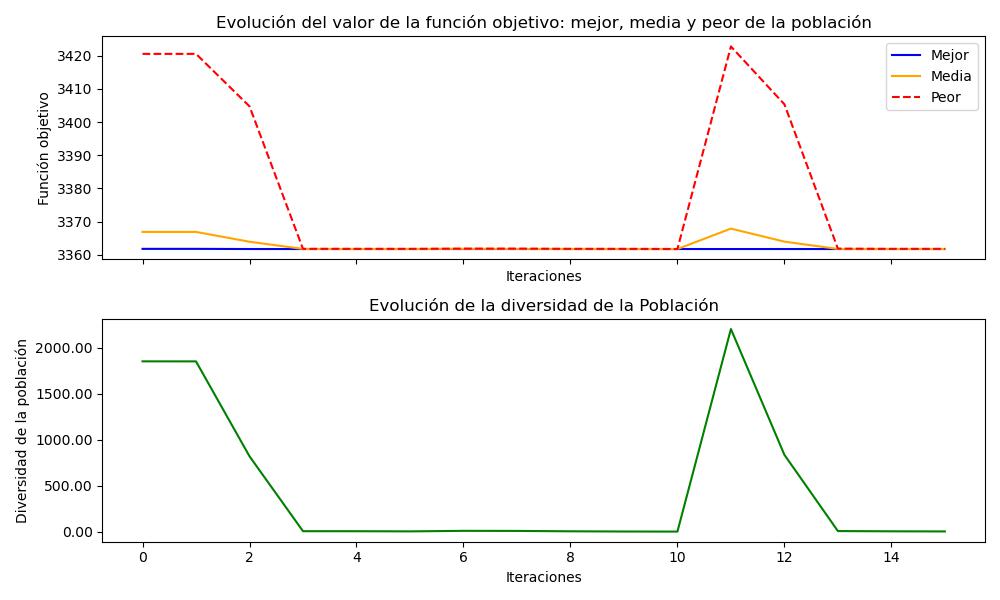 Evolución del valor de la función objetivo: mejor, media y peor de la población
3420
3410
3400
3390
3380
3370
3360
Función objetivo
Mejor
Media
Peor
Iteraciones
Evolución de la diversidad de la Población
2000.00
1500.00
1000.00
500.00
0.00
Diversidad de la población
0 2 4 6 8 10 12 14
Iteraciones